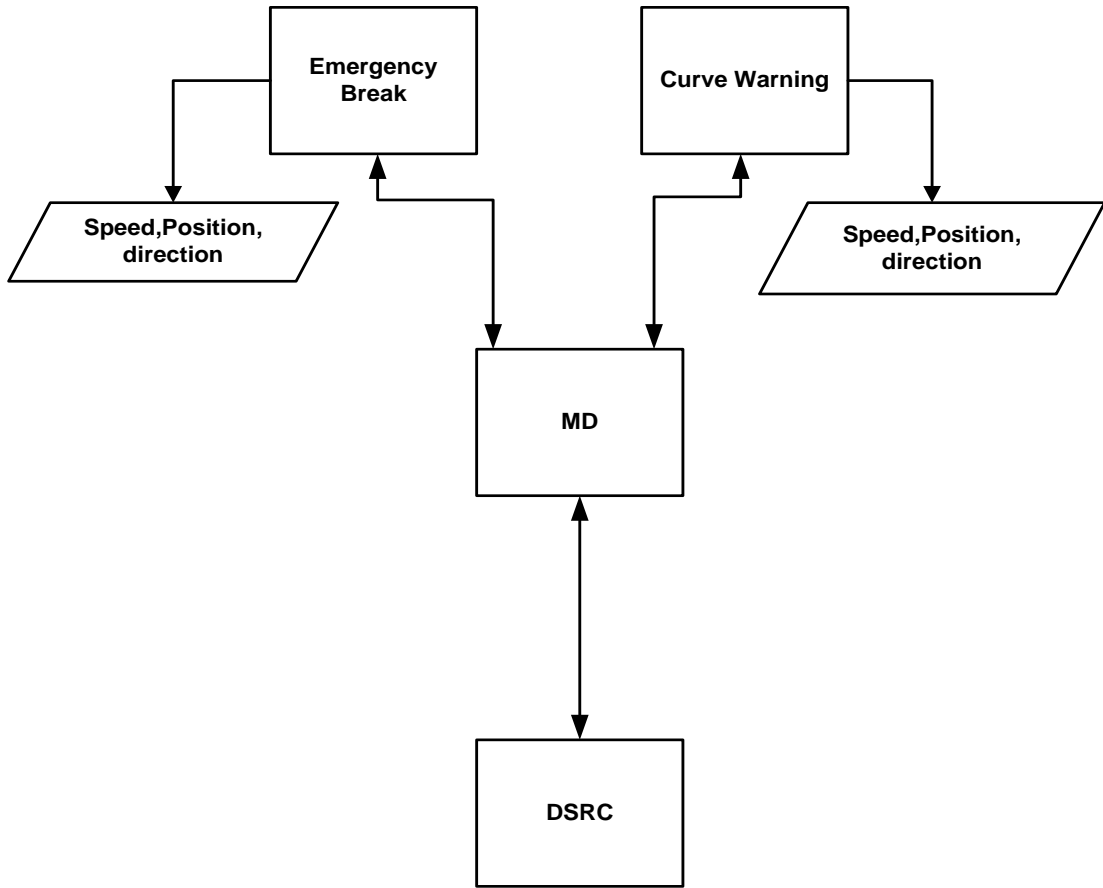 Emergency
Break
Curve Warning
Speed,Position,
direction
Speed,Position,
direction
MD
DSRC